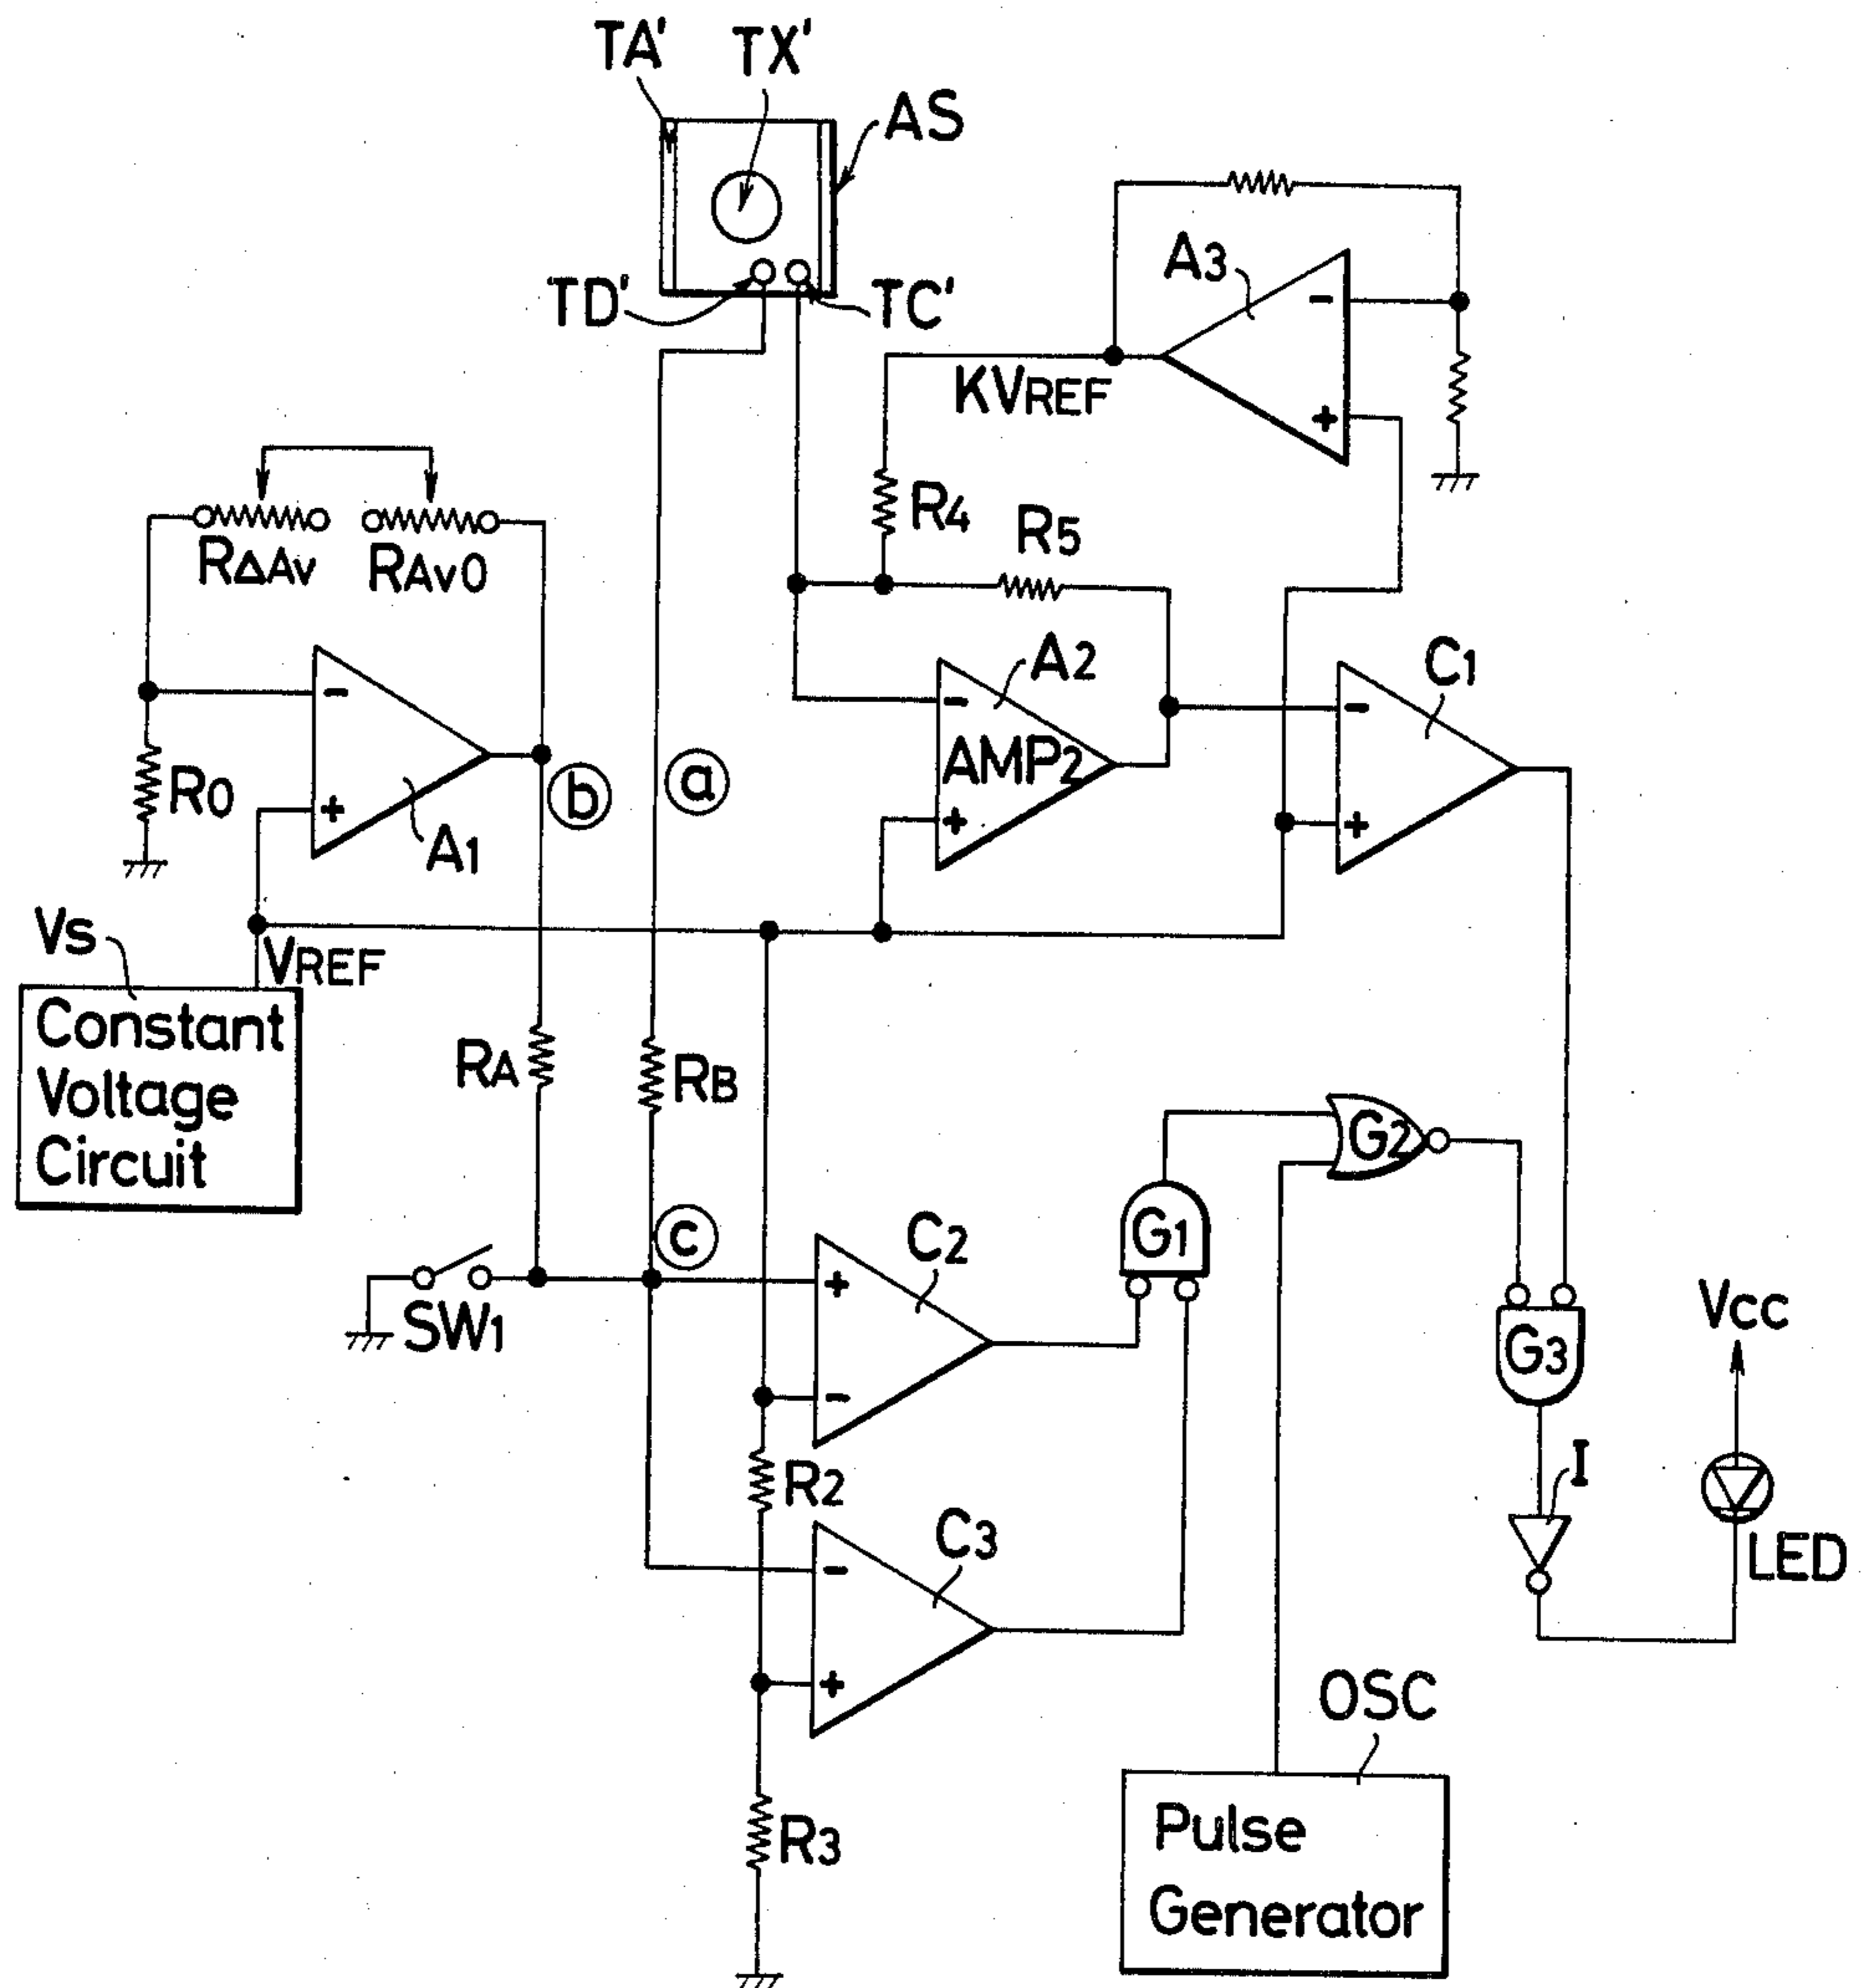 TA' TX'
AS
TD' TC'
A3
- 
+
KVREF
R4 R5
RΔAv RAv0
A2
C1
-
-
-
AMP2
R0
+
+
+
A1
b
a
Vs
VREF
Constant
Voltage
Circuit
RA
RB
G2
c
C2
G1
+
-
SW1
G3
Vcc
R2
I
C3
-
+
LED
OSC
R3
Pulse
Generator